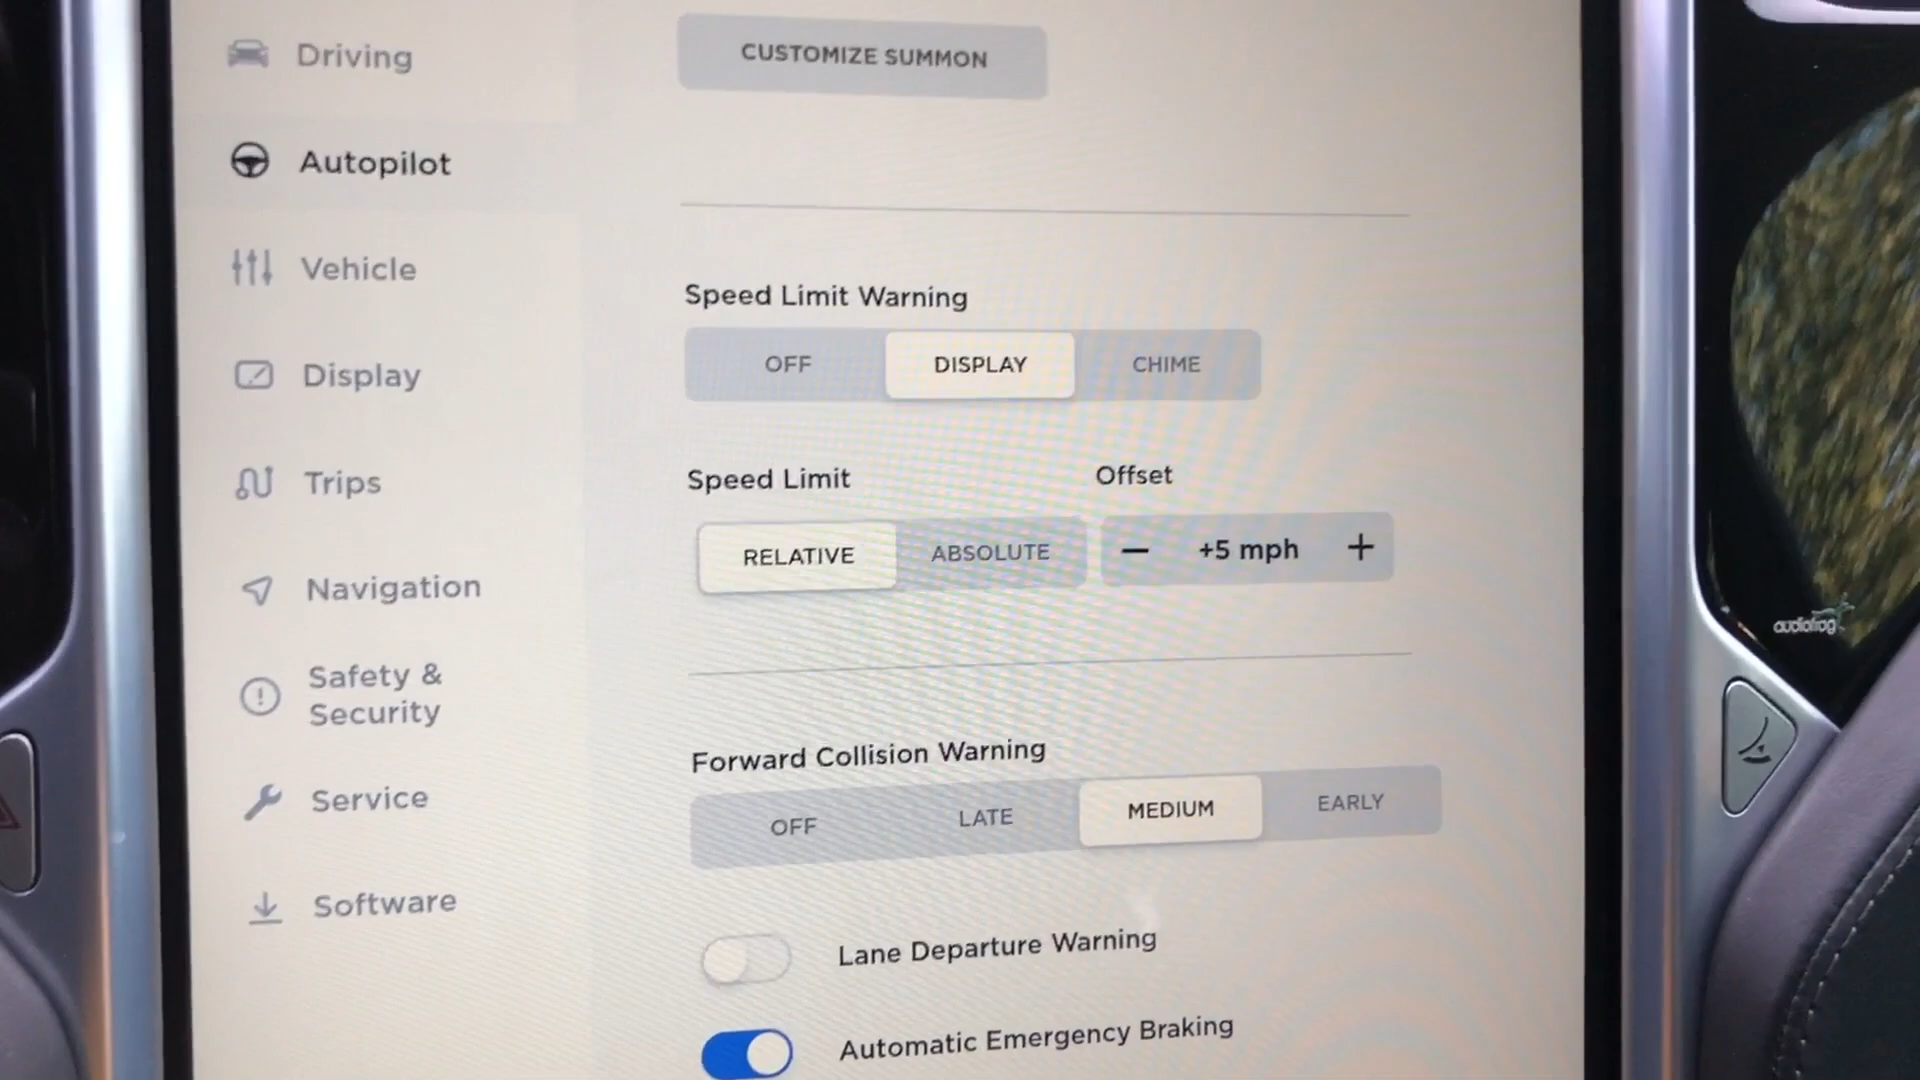 Driving
Autopilot
Vehicle
Display
Trips
Navigation
Safety &
Security
Service
Software
CUSTOMIZE SUMMON
Speed Limit Warning
OFF DISPLAY CHIME
Speed Limit Offset
RELATIVE ABSOLUTE - +5 mph +
Forward Collision Warning
OFF LATE MEDIUM EARLY
Lane Departure Warning
Automatic Emergency Braking
audiofrog